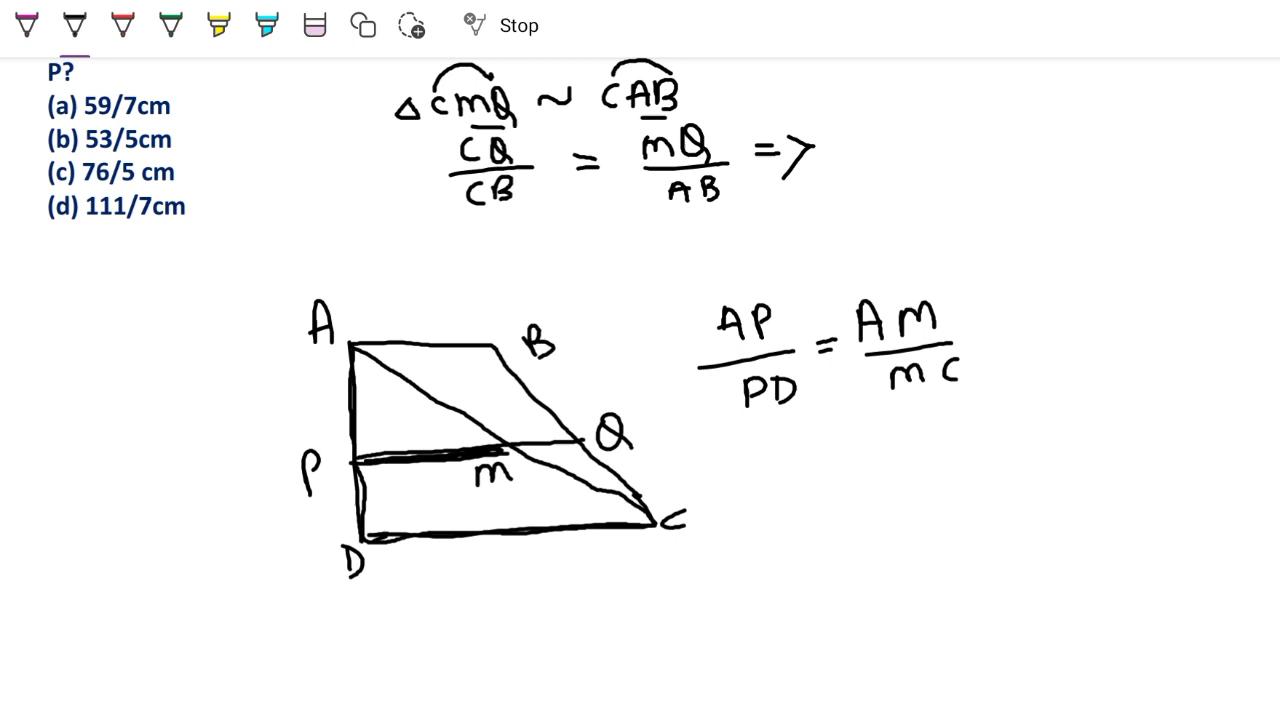 Stop
P?
(a) 59/7cm
(b) 53/5cm
(c) 76/5 cm
(d) 111/7cm
△ CMQ ~ CAB
CQ/CB = MQ/AB =>
A
B
AP/PD = AM/MC
Q
P
M
C
D